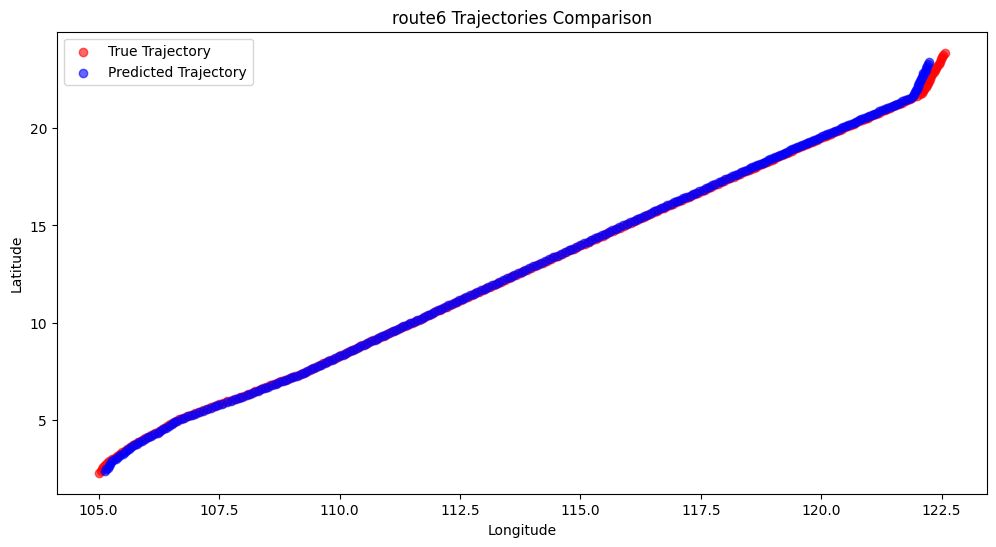 route6 Trajectories Comparison
True Trajectory
Predicted Trajectory
20
15
10
5
Latitude
105.0 107.5 110.0 112.5 115.0 117.5 120.0 122.5
Longitude